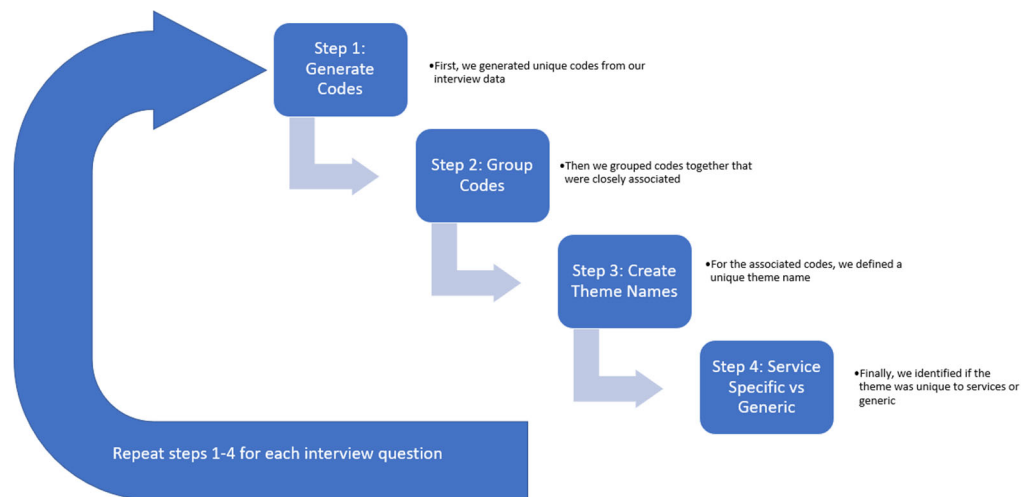 Step 1:
Generate
Codes
•First, we generated unique codes from our
interview data
Step 2: Group
Codes
•Then we grouped codes together that
were closely associated
Step 3: Create
Theme Names
•For the associated codes, we defined a
unique theme name
Step 4: Service
Specific vs
Generic
•Finally, we identified if the
theme was unique to services or
generic
Repeat steps 1-4 for each interview question